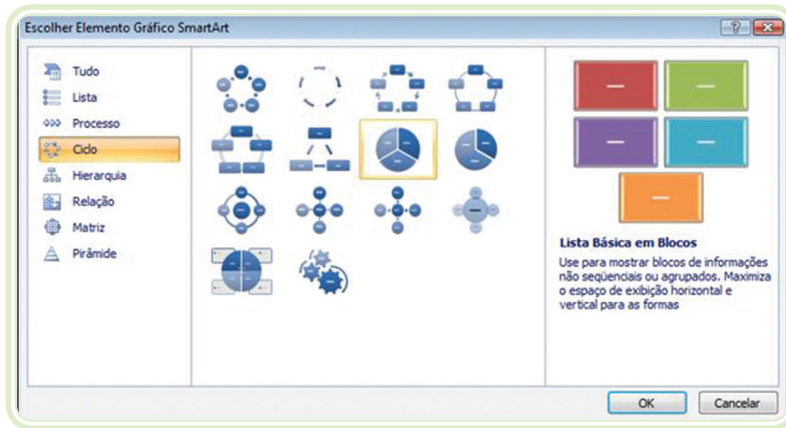 Escolher Elemento Gráfico SmartArt
Tudo
Lista
Processo
Ciclo
Hierarquia
Relação
Matriz
Pirâmide
Lista Básica em Blocos
Use para mostrar blocos de informações
não seqüenciais ou agrupados. Maximiza
o espaço de exibição horizontal e
vertical para as formas
OK
Cancelar